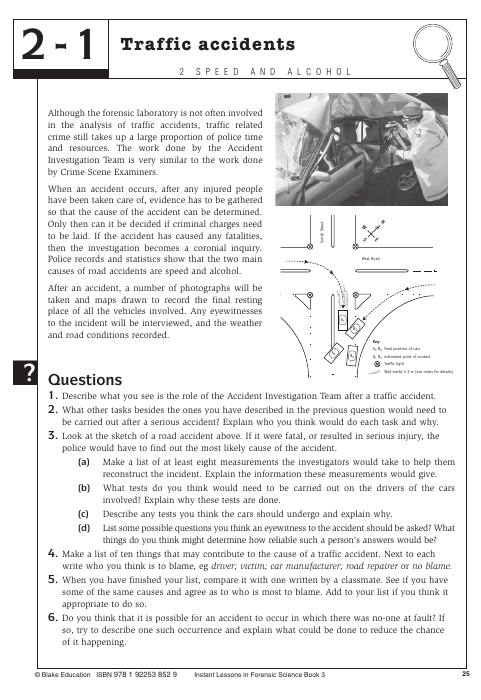 2 - 1
Traffic accidents
2 SPEED AND ALCOHOL
Although the forensic laboratory is not often involved
in the analysis of traffic accidents, traffic related
crime still takes up a large proportion of police time
and resources. The work done by the Accident
Investigation Team is very similar to the work done
by Crime Scene Examiners.
When an accident occurs, after any injured people
have been taken care of, evidence has to be gathered
so that the cause of the accident can be determined.
Only then can it be decided if criminal charges need
to be laid. If the accident has caused any fatalities,
then the investigation becomes a coronial inquiry.
Police records and statistics show that the two main
causes of road accidents are speed and alcohol.
After an accident, a number of photographs will be
taken and maps drawn to record the final resting
place of all the vehicles involved. Any eyewitnesses
to the incident will be interviewed, and the weather
and road conditions recorded.
South Street
West Road
Key:
Final position of cars
estimated point of contact
Traffic light
Skid marks 5.3 m (see notes for details)
?
Questions
1. Describe what you see is the role of the Accident Investigation Team after a traffic accident.
2. What other tasks besides the ones you have described in the previous question would need to
be carried out after a serious accident? Explain who you think would do each task and why.
3. Look at the sketch of a road accident above. If it were fatal, or resulted in serious injury, the
police would have to find out the most likely cause of the accident.
(a) Make a list of at least eight measurements the investigators would take to help them
reconstruct the incident. Explain the information these measurements would give.
(b) What tests do you think would need to be carried out on the drivers of the cars
involved? Explain why these tests are done.
(c) Describe any tests you think the cars should undergo and explain why.
(d) List some possible questions you think an eyewitness to the accident should be asked? What
things do you think might determine how reliable such a person's answers would be?
4. Make a list of ten things that may contribute to the cause of a traffic accident. Next to each
write who you think is to blame, eg driver; victim; car manufacturer; road repairer or no blame.
5. When you have finished your list, compare it with one written by a classmate. See if you have
some of the same causes and agree as to who is most to blame. Add to your list if you think it
appropriate to do so.
6. Do you think that it is possible for an accident to occur in which there was no-one at fault? If
so, try to describe one such occurrence and explain what could be done to reduce the chance
of it happening.
© Blake Education ISBN 978 1 92253 852 9 Instant Lessons in Forensic Science Book 3 25